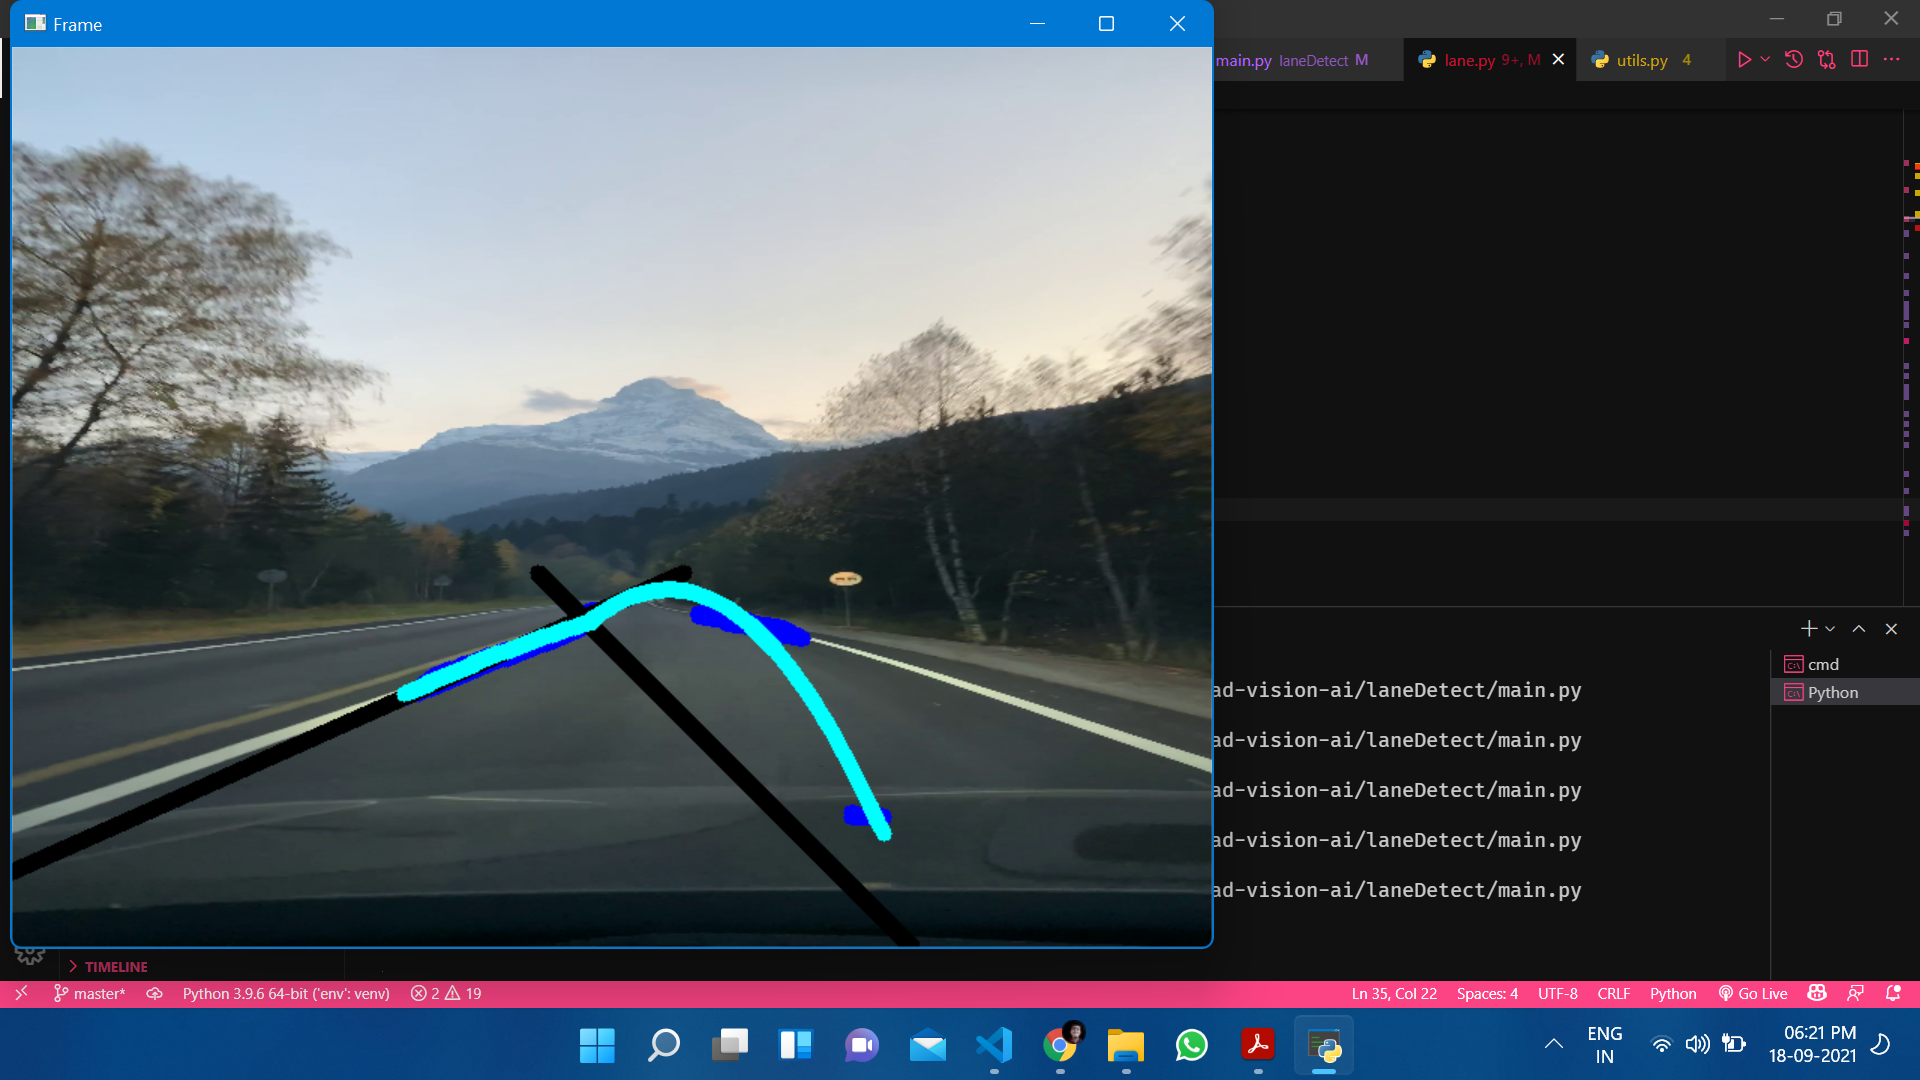 Frame
main.py laneDetect M
lane.py 9+, M
utils.py 4
cmd
Python
ad-vision-ai/laneDetect/main.py
ad-vision-ai/laneDetect/main.py
ad-vision-ai/laneDetect/main.py
ad-vision-ai/laneDetect/main.py
ad-vision-ai/laneDetect/main.py
TIMELINE
master* Python 3.9.6 64-bit ('env': venv) 2 19 Ln 35, Col 22 Spaces: 4 UTF-8 CRLF Python Go Live
ENG
IN
06:21 PM
18-09-2021